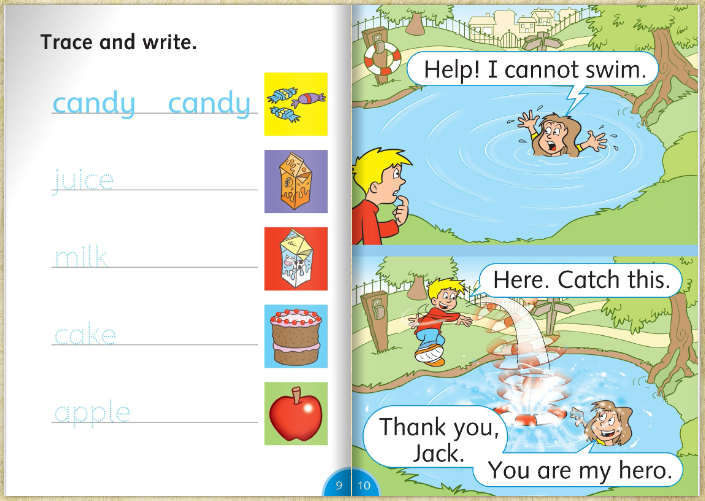 Trace and write.
candy candy
juice
milk
cake
apple
9
Help! I cannot swim.
Here. Catch this.
Thank you,
Jack.
You are my hero.
10